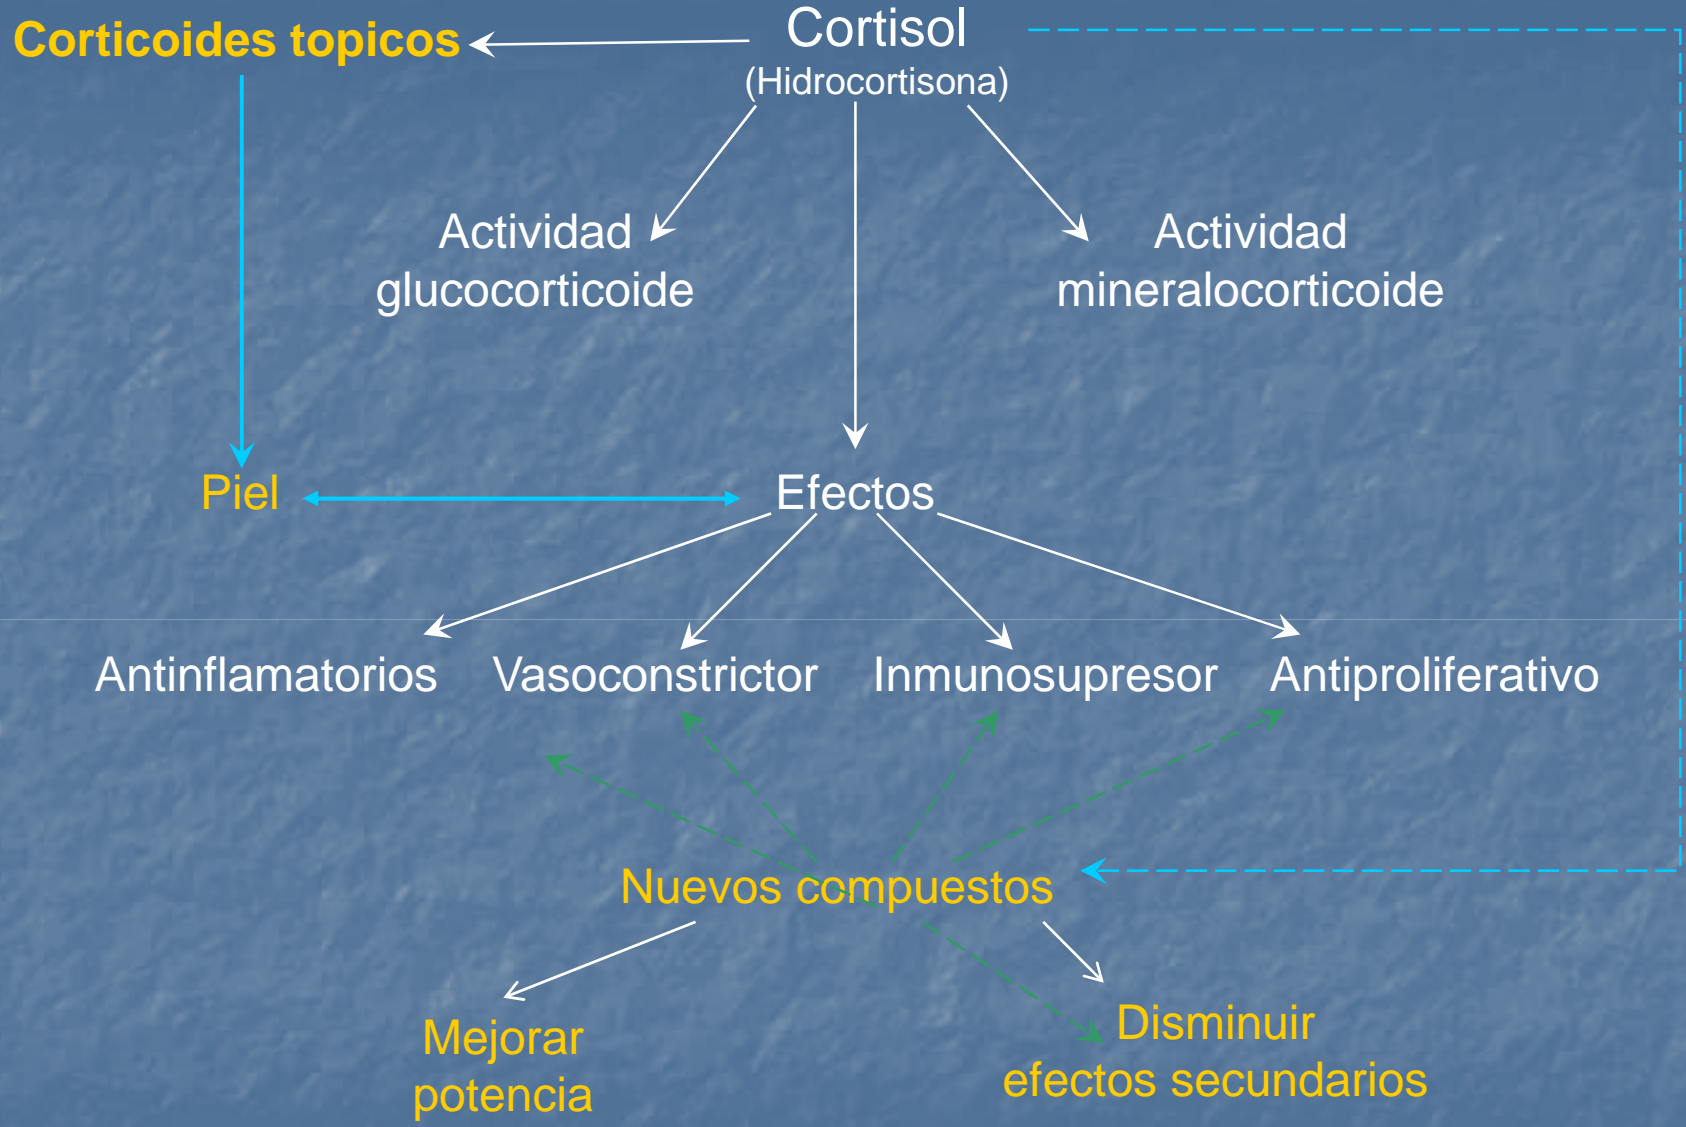 Corticoides topicos
Cortisol
(Hidrocortisona)
Actividad
glucocorticoide
Actividad
mineralocorticoide
Piel
Efectos
Antinflamatorios
Vasoconstrictor
Inmunosupresor
Antiproliferativo
Nuevos compuestos
Mejorar
potencia
Disminuir
efectos secundarios